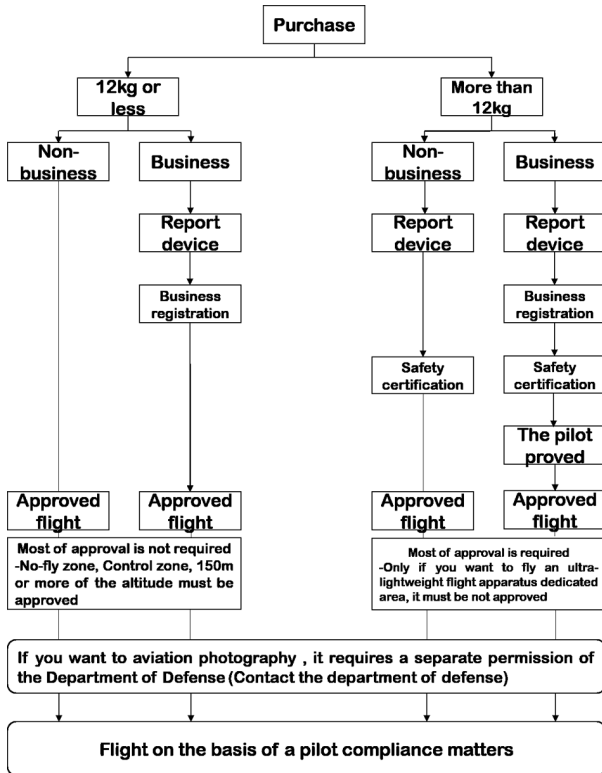 Purchase
12kg or
less
More than
12kg
Non-
business
Business
Non-
business
Business
Report
device
Report
device
Report
device
Business
registration
Business
registration
Safety
certification
Safety
certification
The pilot
proved
Approved
flight
Approved
flight
Approved
flight
Approved
flight
Most of approval is not required
-No-fly zone, Control zone, 150m
or more of the altitude must be
approved
Most of approval is required
-Only if you want to fly an ultra-
lightweight flight apparatus dedicated
area, it must be not approved
If you want to aviation photography , it requires a separate permission of
the Department of Defense (Contact the department of defense)
Flight on the basis of a pilot compliance matters